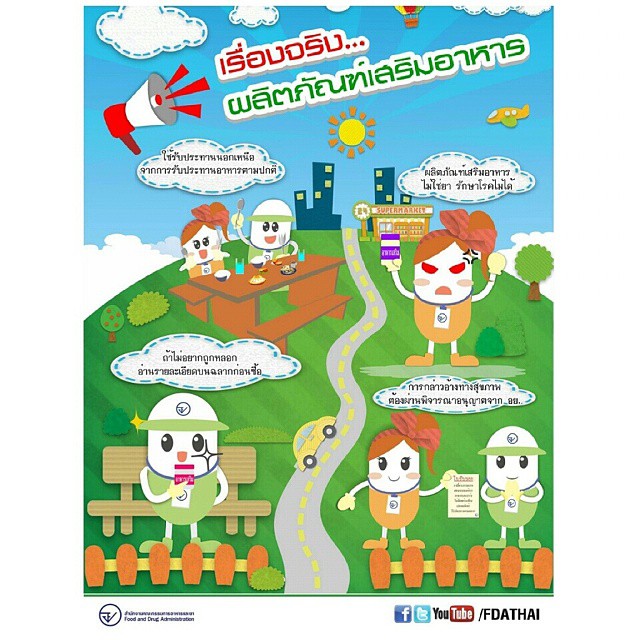 เรื่องจริง...
ผลิตภัณฑ์เสริมอาหาร
ใช้รับประทานนอกเหนือ
จากการรับประทานอาหารตามปกติ
ผลิตภัณฑ์เสริมอาหาร
ไม่ใช่ยา รักษาโรคไม่ได้
24
SUPERMARKET
ถ้าไม่อยากถูกหลอก
อ่านรายละเอียดบนฉลากก่อนซื้อ
การกล่าวอ้างทางสุขภาพ
ต้องผ่านพิจารณาอนุญาตจาก อย.
สำนักงานคณะกรรมการอาหารและยา
Food and Drug Administration
f
t
YouTube
/FDATHAI